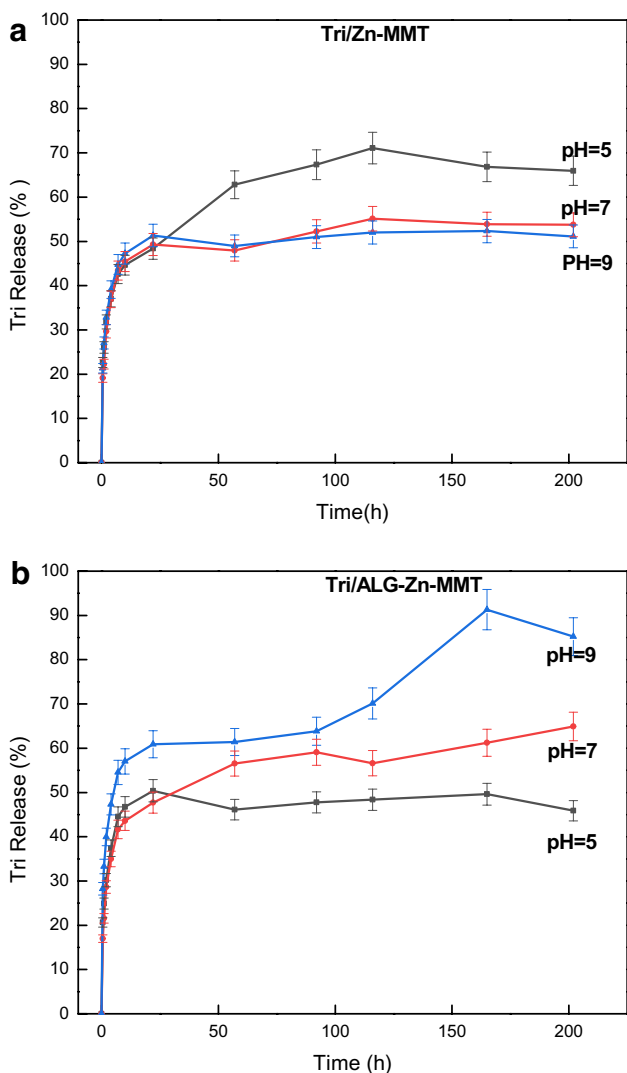 a
Tri/Zn-MMT
100
90
80
70
60
50
40
30
20
10
0
Tri Release (% )
pH=5
pH=7
PH=9
0 50 100 150 200
Time(h)
b
Tri/ALG-Zn-MMT
100
90
80
70
60
50
40
30
20
10
0
Tri Release (%)
pH=9
pH=7
pH=5
0 50 100 150 200
Time (h)